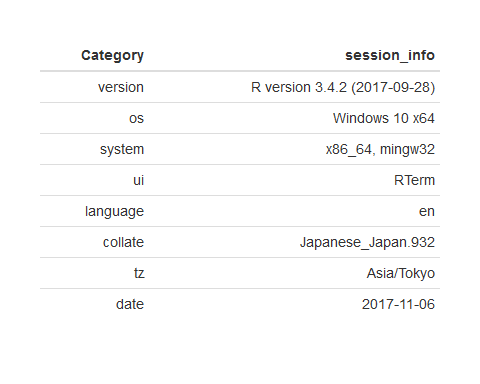 Category session_info
version R version 3.4.2 (2017-09-28)
os Windows 10 x64
system x86_64, mingw32
ui RTerm
language en
collate Japanese_Japan.932
tz Asia/Tokyo
date 2017-11-06